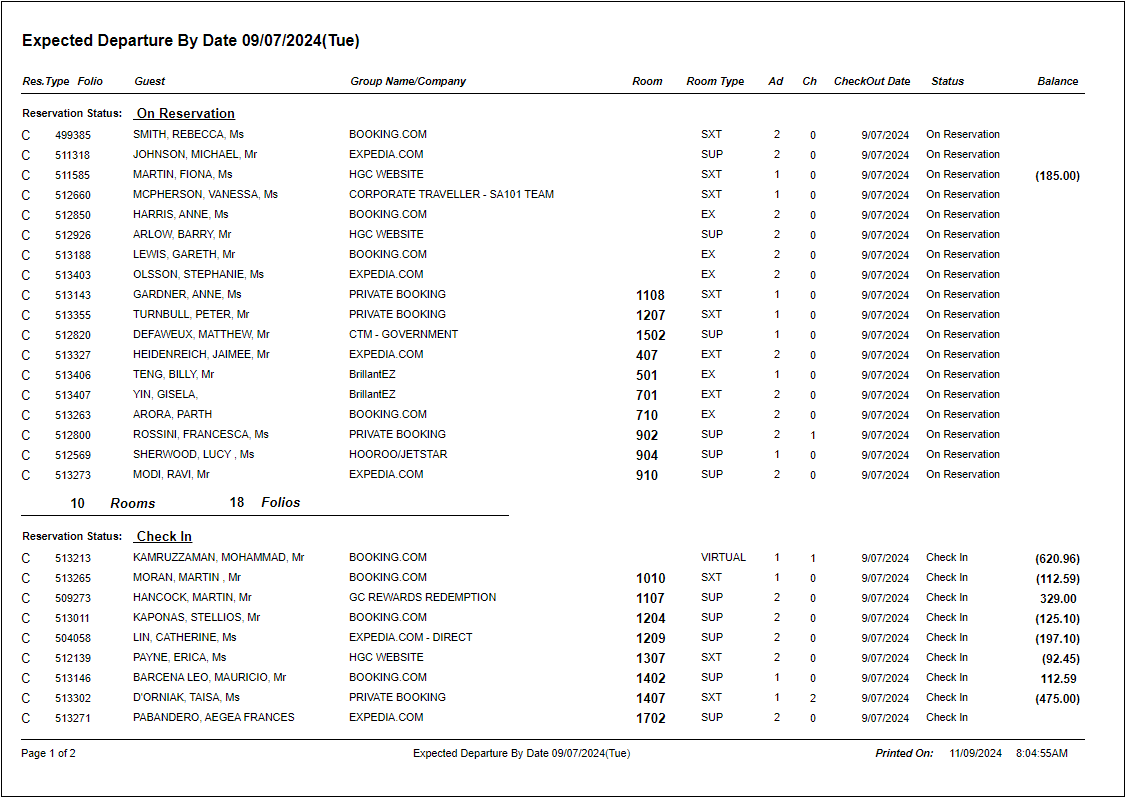 Expected Departure By Date 09/07/2024(Tue)
Res.Type Folio Guest Group Name/Company Room Room Type Ad Ch CheckOut Date Status Balance
Reservation Status: On Reservation
C 499385 SMITH, REBECCA, Ms BOOKING.COM SXT 2 0 9/07/2024 On Reservation
C 511318 JOHNSON, MICHAEL, Mr EXPEDIA.COM SUP 2 0 9/07/2024 On Reservation
C 511585 MARTIN, FIONA, Ms HGC WEBSITE SXT 1 0 9/07/2024 On Reservation (185.00)
C 512660 MCPHERSON, VANESSA, Ms CORPORATE TRAVELLER - SA101 TEAM SXT 1 0 9/07/2024 On Reservation
C 512850 HARRIS, ANNE, Ms BOOKING.COM EX 2 0 9/07/2024 On Reservation
C 512926 ARLOW, BARRY, Mr HGC WEBSITE SUP 2 0 9/07/2024 On Reservation
C 513188 LEWIS, GARETH, Mr BOOKING.COM EX 2 0 9/07/2024 On Reservation
C 513403 OLSSON, STEPHANIE, Ms EXPEDIA.COM EX 2 0 9/07/2024 On Reservation
C 513143 GARDNER, ANNE, Ms PRIVATE BOOKING 1108 SXT 1 0 9/07/2024 On Reservation
C 513355 TURNBULL, PETER, Mr PRIVATE BOOKING 1207 SXT 1 0 9/07/2024 On Reservation
C 512820 DEFAWEUX, MATTHEW, Mr CTM - GOVERNMENT 1502 SUP 1 0 9/07/2024 On Reservation
C 513327 HEIDENREICH, JAIMEE, Mr EXPEDIA.COM 407 EXT 2 0 9/07/2024 On Reservation
C 513406 TENG, BILLY, Mr BrillantEZ 501 EX 1 0 9/07/2024 On Reservation
C 513407 YIN, GISELA, BrillantEZ 701 EXT 2 0 9/07/2024 On Reservation
C 513263 ARORA, PARTH BOOKING.COM 710 EX 2 0 9/07/2024 On Reservation
C 512800 ROSSINI, FRANCESCA, Ms PRIVATE BOOKING 902 SUP 2 1 9/07/2024 On Reservation
C 512569 SHERWOOD, LUCY , Ms HOOROO/JETSTAR 904 SUP 1 0 9/07/2024 On Reservation
C 513273 MODI, RAVI, Mr EXPEDIA.COM 910 SUP 2 0 9/07/2024 On Reservation
10 Rooms 18 Folios
Reservation Status: Check In
C 513213 KAMRUZZAMAN, MOHAMMAD, Mr BOOKING.COM VIRTUAL 1 1 9/07/2024 Check In (620.96)
C 513265 MORAN, MARTIN , Mr BOOKING.COM 1010 SXT 1 0 9/07/2024 Check In (112.59)
C 509273 HANCOCK, MARTIN, Mr GC REWARDS REDEMPTION 1107 SUP 2 0 9/07/2024 Check In 329.00
C 513011 KAPONAS, STELLIOS, Mr BOOKING.COM 1204 SUP 2 0 9/07/2024 Check In (125.10)
C 504058 LIN, CATHERINE, Ms EXPEDIA.COM - DIRECT 1209 SUP 2 0 9/07/2024 Check In (197.10)
C 512139 PAYNE, ERICA, Ms HGC WEBSITE 1307 SXT 2 0 9/07/2024 Check In (92.45)
C 513146 BARCENA LEO, MAURICIO, Mr BOOKING.COM 1402 SUP 1 0 9/07/2024 Check In 112.59
C 513302 D'ORNIAK, TAISA, Ms PRIVATE BOOKING 1407 SXT 1 2 9/07/2024 Check In (475.00)
C 513271 PABANDERO, AEGEA FRANCES EXPEDIA.COM 1702 SUP 2 0 9/07/2024 Check In
Page 1 of 2 Expected Departure By Date 09/07/2024(Tue) Printed On: 11/09/2024 8:04:55AM